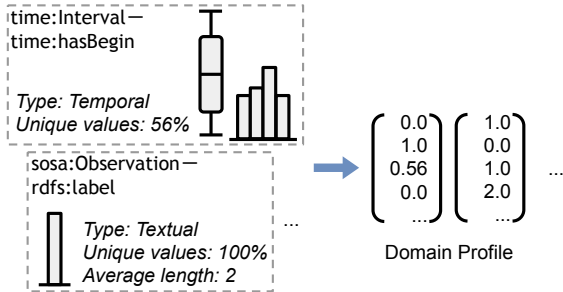 time:Interval—
time:hasBegin
Type: Temporal
Unique values: 56%
sosa:Observation—
rdfs:label
Type: Textual
Unique values: 100%
Average length: 2
...
0.0 1.0
1.0 0.0
0.56 1.0 ...
0.0 2.0
... ...
Domain Profile